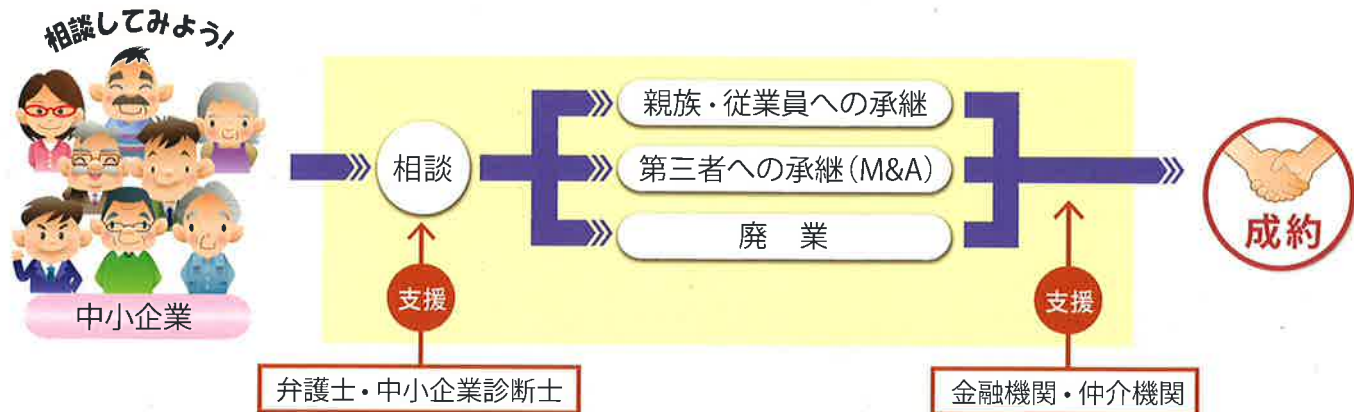 相談してみよう!
中小企業
相談
親族・従業員への承継
第三者への承継(M&A)
廃 業
成約
支援
支援
弁護士・中小企業診断士
金融機関・仲介機関